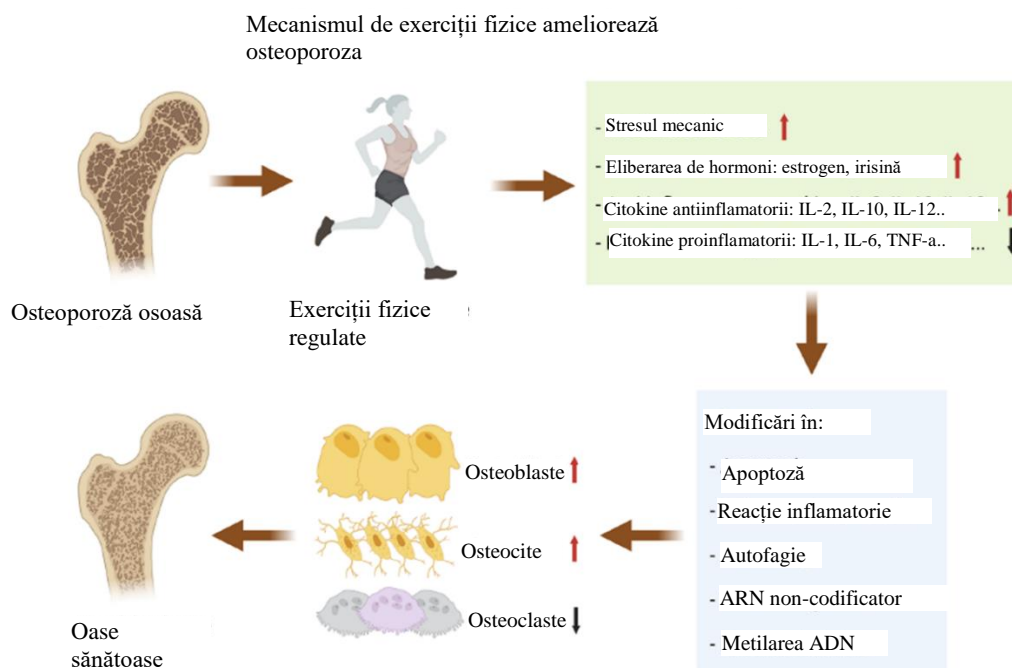 Mecanismul de exerciții fizice ameliorează
osteoporoza
- Stresul mecanic
- Eliberarea de hormoni: estrogen, irisină
- Citokine antiinflamatorii: IL-2, IL-10, IL-12..
- Citokine proinflamatorii: IL-1, IL-6, TNF-a.. ...
Osteoporoză osoasă
Exerciții fizice
regulate
Modificări în:
- Apoptoză
- Reacție inflamatorie
- Autofagie
- ARN non-codificator
- Metilarea ADN
Osteoblaste
Osteocite
Osteoclaste
Oase
sănătoase